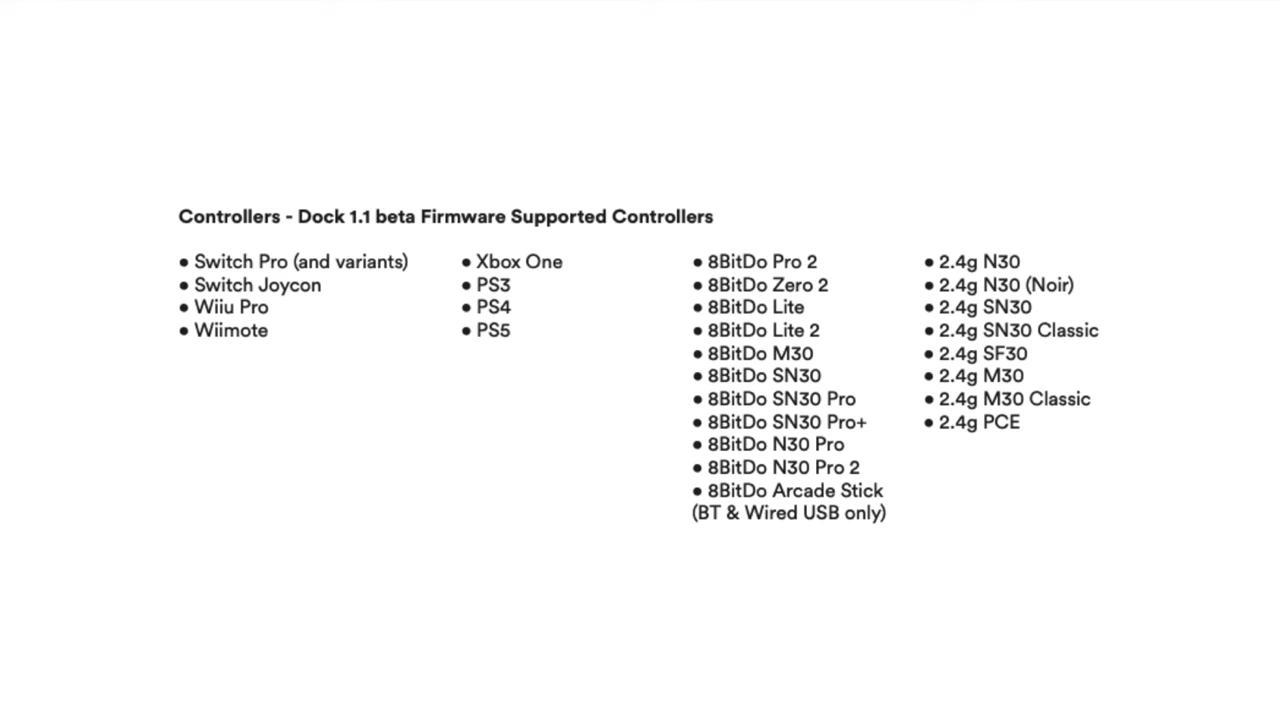 Controllers - Dock 1.1 beta Firmware Supported Controllers
● Switch Pro (and variants)
● Switch Joycon
● Wiiu Pro
● Wiimote
● Xbox One
● PS3
● PS4
● PS5
● 8BitDo Pro 2
● 8BitDo Zero 2
● 8BitDo Lite
● 8BitDo Lite 2
● 8BitDo M30
● 8BitDo SN30
● 8BitDo SN30 Pro
● 8BitDo SN30 Pro+
● 8BitDo N30 Pro
● 8BitDo N30 Pro 2
● 8BitDo Arcade Stick
(BT & Wired USB only)
● 2.4g N30
● 2.4g N30 (Noir)
● 2.4g SN30
● 2.4g SN30 Classic
● 2.4g SF30
● 2.4g M30
● 2.4g M30 Classic
● 2.4g PCE